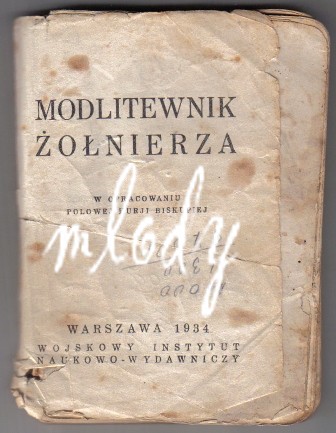 MODLITEWNIK
ŻOŁNIERZA
W OPRACOWANIU
POLOWEJ KURJI BISKUPIEJ
młody
WARSZAWA 1934
WOJSKOWY INSTYTUT
NAUKOWO-WYDAWNICZY